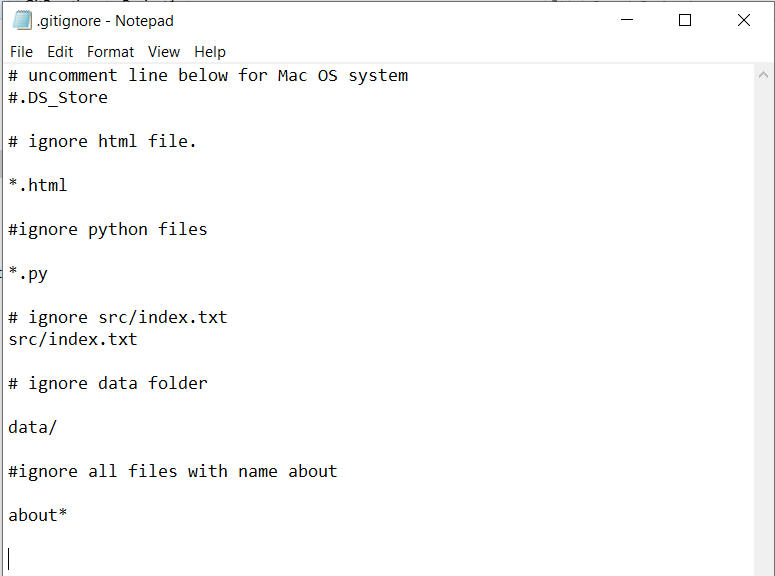 .gitignore - Notepad
File Edit Format View Help
# uncomment line below for Mac OS system
#.DS_Store
# ignore html file.
*.html
#ignore python files
*.py
# ignore src/index.txt
src/index.txt
# ignore data folder
data/
#ignore all files with name about
about*